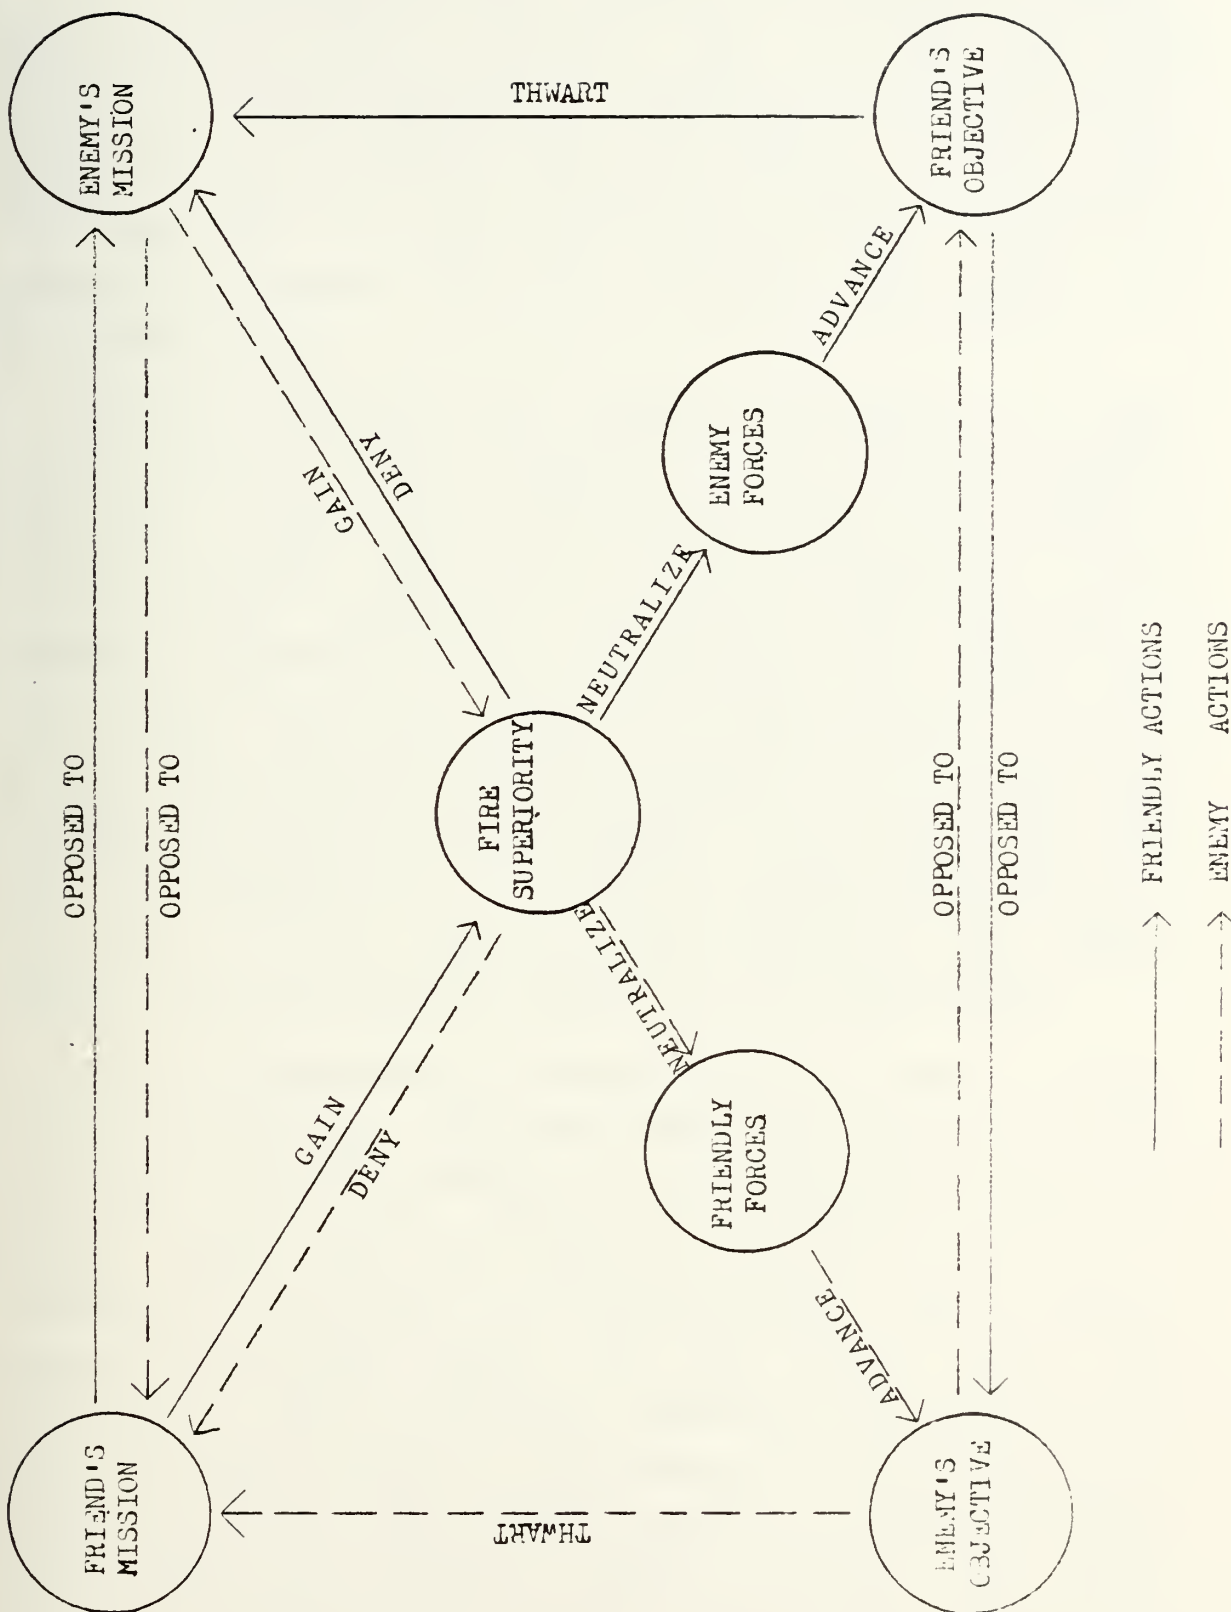 OPPOSED TO
OPPOSED TO
FRIEND'S
MISSION
ENEMY'S
MISSION
GAIN
DENY
GAIN
DENY
FIRE
SUPERIORITY
THWART
THWART
NEUTRALIZE
NEUTRALIZE
FRIENDLY
FORCES
ENEMY
FORCES
ADVANCE
ADVANCE
ENEMY'S
OBJECTIVE
OPPOSED TO
OPPOSED TO
FRIEND'S
OBJECTIVE
FRIENDLY ACTIONS
ENEMY ACTIONS